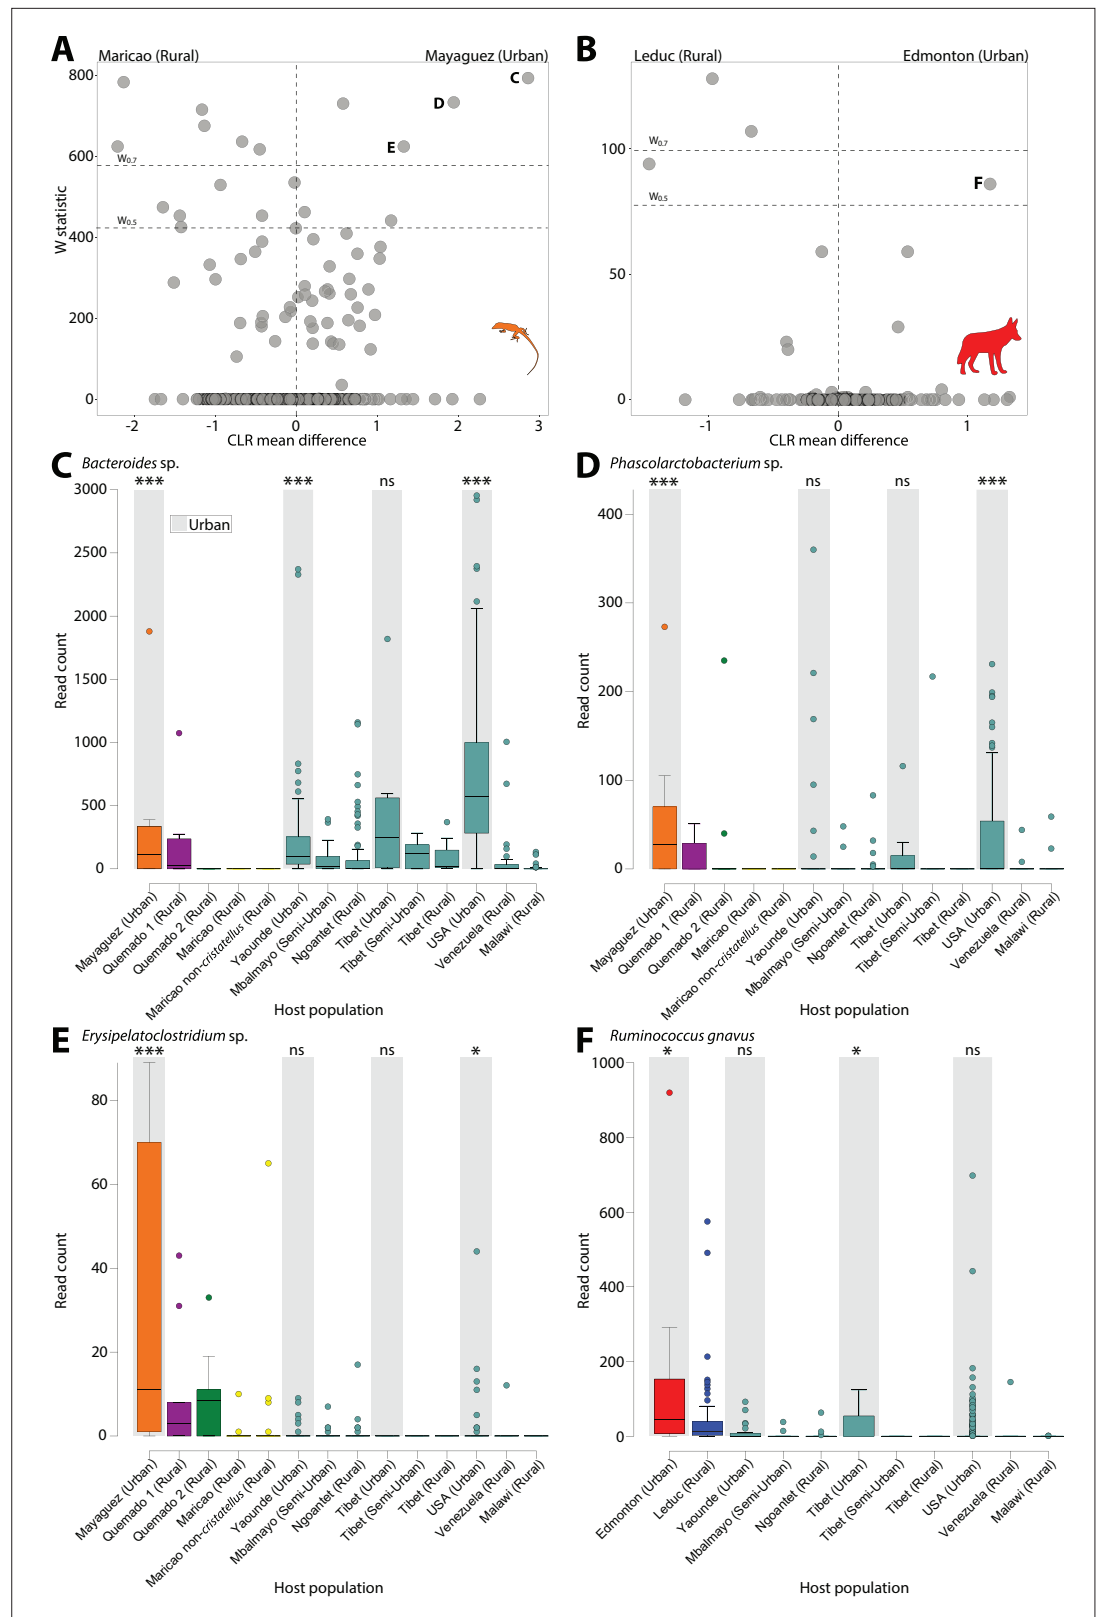 A
Maricao (Rural)
Mayaguez (Urban)
800
600
400
200
0
W statistic
W0.7
W0.5
C
D
E
-2
-1
0
1
2
3
CLR mean difference
B
Leduc (Rural)
Edmonton (Urban)
100
50
0
W0.7
W0.5
F
-1
0
1
CLR mean difference
C
Bacteroides sp.
***
***
ns
***
Urban
3000
2500
2000
1500
1000
500
0
Read count
Mayaguez (Urban)
Quemado 1 (Rural)
Quemado 2 (Rural)
Maricao (Rural)
Maricao non-cristatellus (Rural)
Yaounde (Urban)
Mbalmayo (Semi-Urban)
Ngoantet (Rural)
Tibet (Urban)
Tibet (Semi-Urban)
Tibet (Rural)
USA (Urban)
Venezuela (Rural)
Malawi (Rural)
Host population
D
Phascolarctobacterium sp.
***
ns
ns
***
400
300
200
100
0
Read count
Mayaguez (Urban)
Quemado 1 (Rural)
Quemado 2 (Rural)
Maricao (Rural)
Maricao non-cristatellus (Rural)
Yaounde (Urban)
Mbalmayo (Semi-Urban)
Ngoantet (Rural)
Tibet (Urban)
Tibet (Semi-Urban)
Tibet (Rural)
USA (Urban)
Venezuela (Rural)
Malawi (Rural)
Host population
E
Erysipelatoclostridium sp.
***
ns
ns
*
80
60
40
20
0
Read count
Mayaguez (Urban)
Quemado 1 (Rural)
Quemado 2 (Rural)
Maricao (Rural)
Maricao non-cristatellus (Rural)
Yaounde (Urban)
Mbalmayo (Semi-Urban)
Ngoantet (Rural)
Tibet (Urban)
Tibet (Semi-Urban)
Tibet (Rural)
USA (Urban)
Venezuela (Rural)
Malawi (Rural)
Host population
F
Ruminococcus gnavus
*
ns
*
ns
1000
800
600
400
200
0
Read count
Edmonton (Urban)
Leduc (Rural)
Yaounde (Urban)
Mbalmayo (Semi-Urban)
Ngoantet (Rural)
Tibet (Urban)
Tibet (Semi-Urban)
Tibet (Rural)
USA (Urban)
Venezuela (Rural)
Malawi (Rural)
Host population